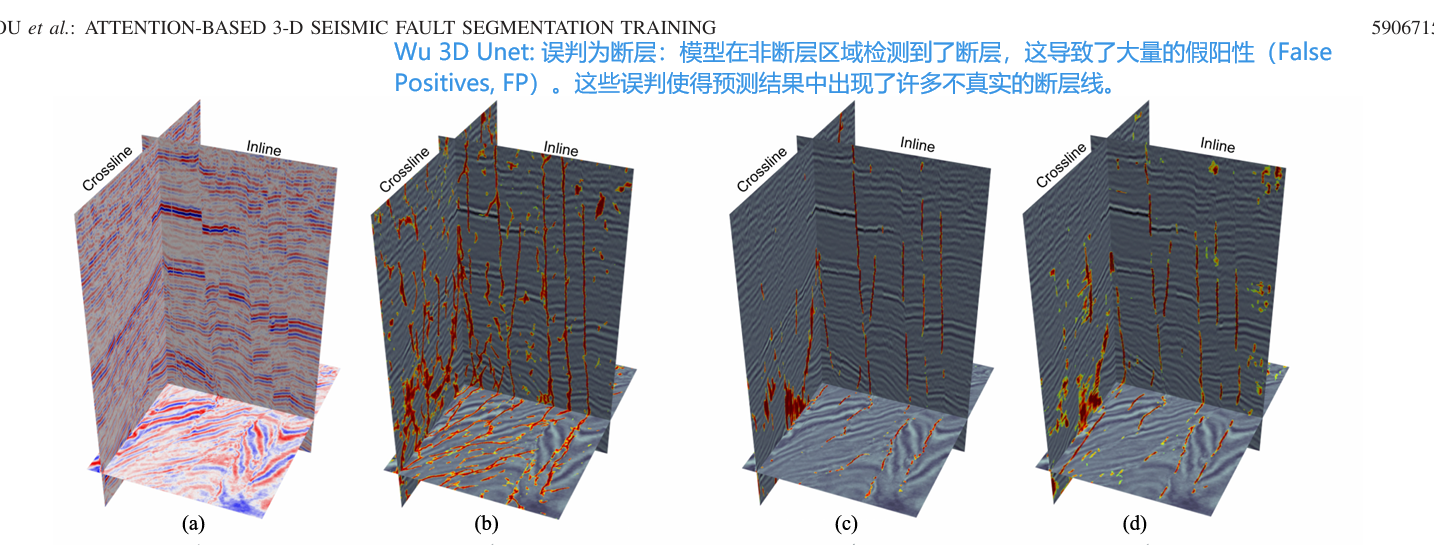 OU et al.: ATTENTION-BASED 3-D SEISMIC FAULT SEGMENTATION TRAINING
5906715
Wu 3D Unet: 误判为断层：模型在非断层区域检测到了断层，这导致了大量的假阳性（False
Positives, FP）。这些误判使得预测结果中出现了许多不真实的断层线。
Crossline
Inline
Crossline
Inline
Crossline
Inline
Crossline
Inline
(a)
(b)
(c)
(d)